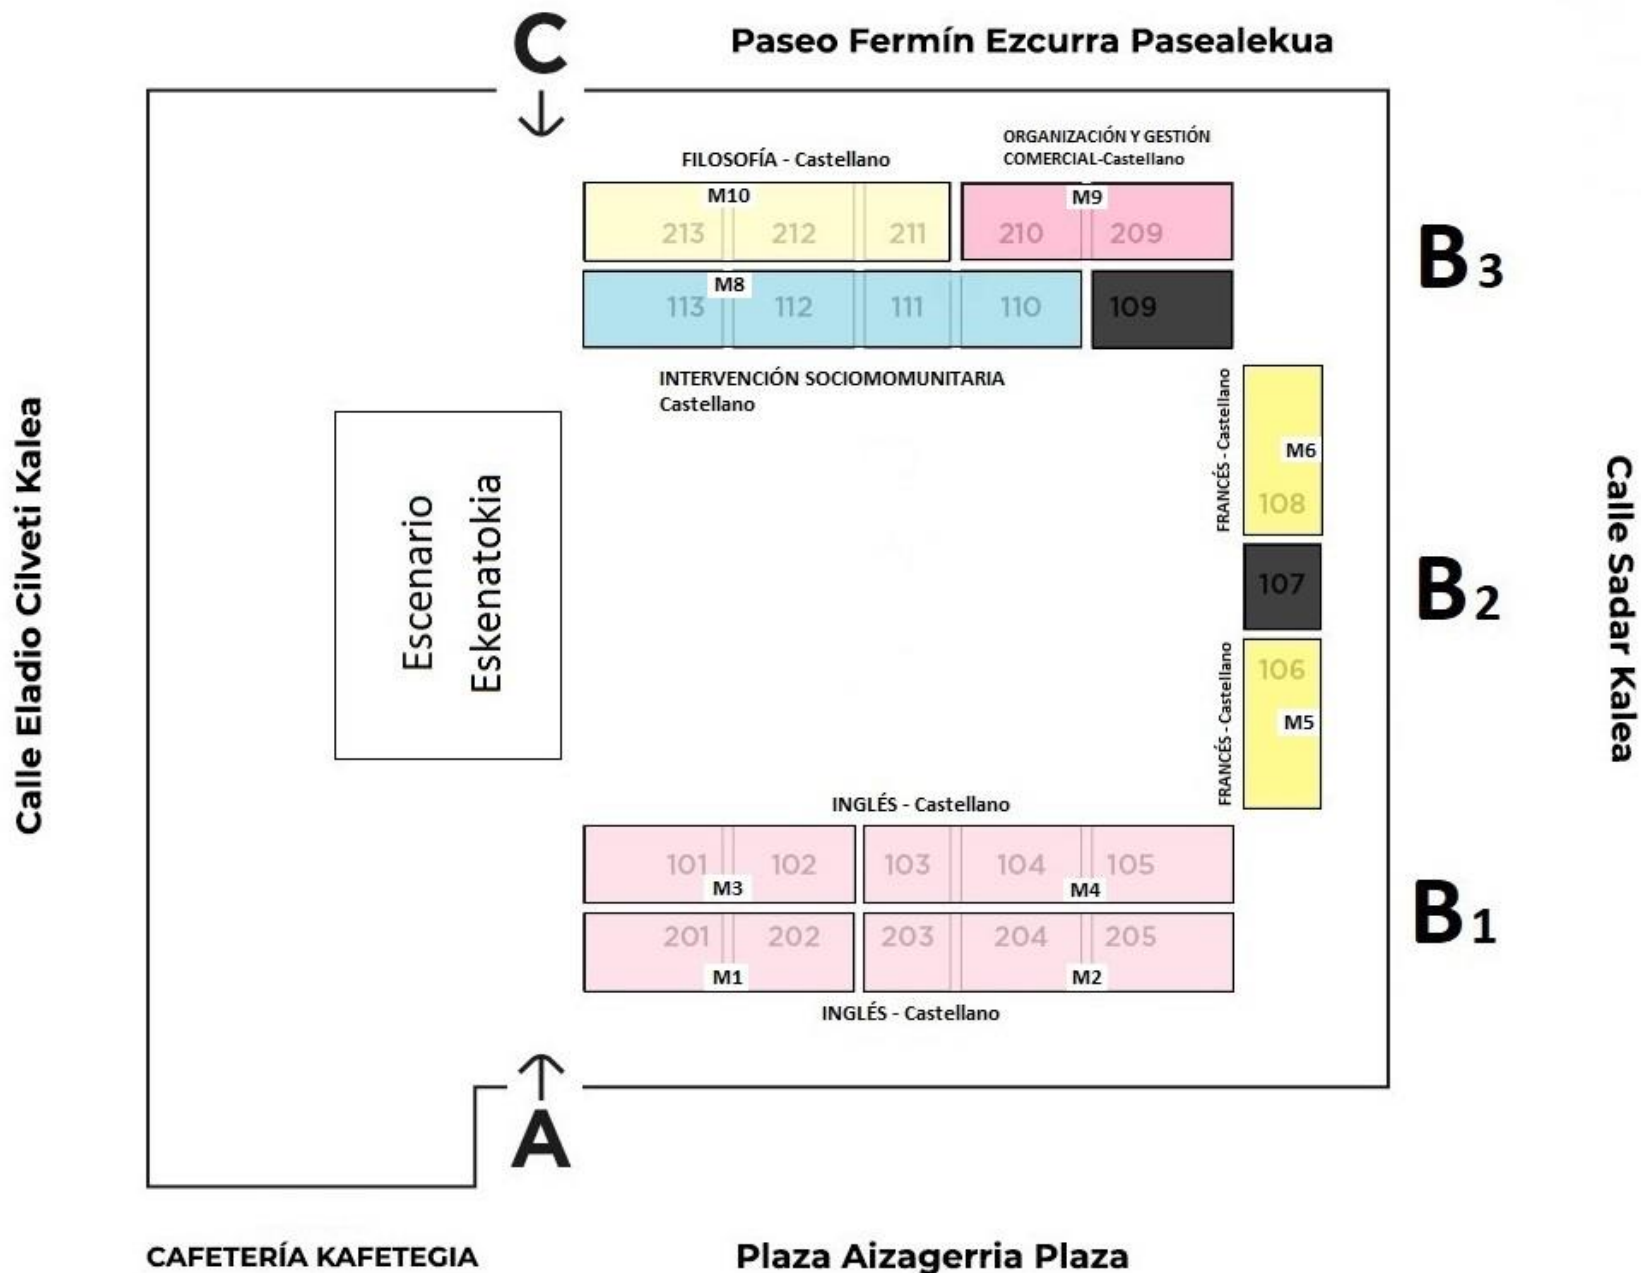 C
Paseo Fermín Ezcurra Pasealekua
ORGANIZACIÓN Y GESTIÓN
COMERCIAL-Castellano
FILOSOFÍA - Castellano
M10
M9
213 212 211 210 209
B3
M8
113 112 111 110 109
INTERVENCIÓN SOCIOMOMUNITARIA
Castellano
FRANCÉS - Castellano
M6
108
Calle Eladio Cilveti Kalea
Escenario
Eskenatokia
107
B2
Calle Sadar Kalea
FRANCÉS - Castellano
106
M5
INGLÉS - Castellano
101 102 103 104 105
M3
M4
201 202 203 204 205
M1
M2
B1
INGLÉS - Castellano
A
CAFETERÍA KAFETEGIA
Plaza Aizagerria Plaza